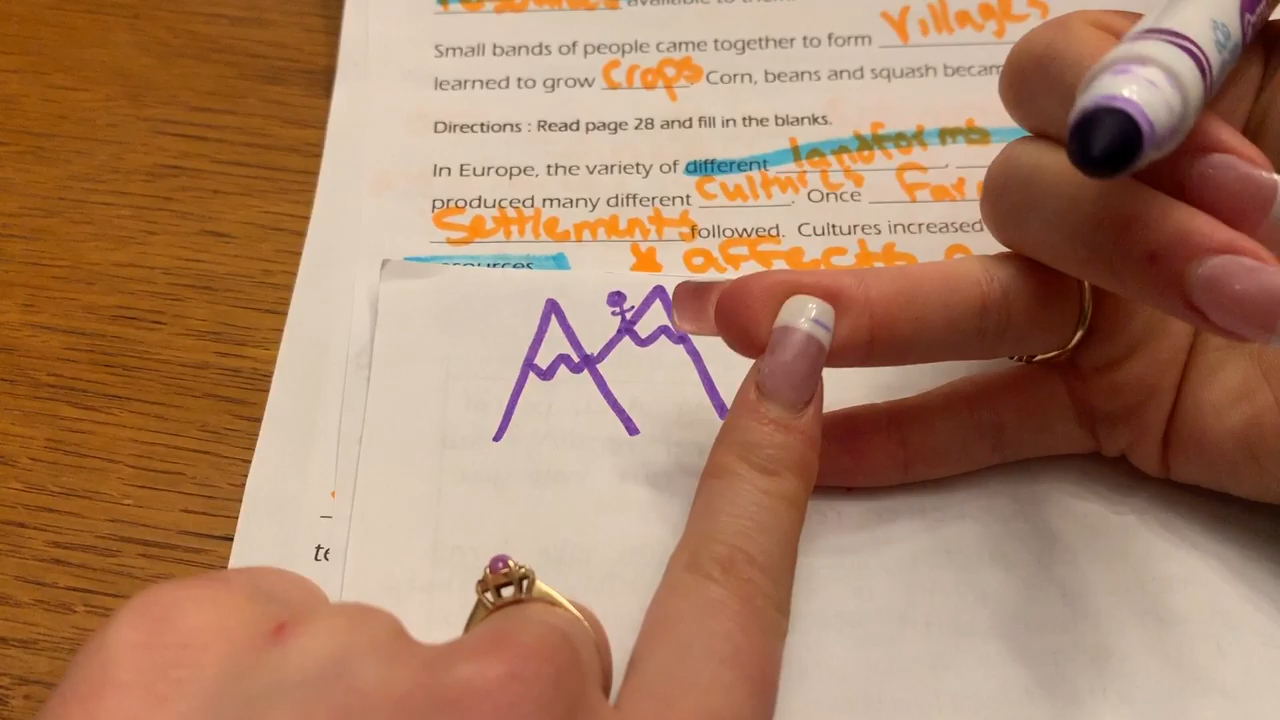 Small bands of people came together to form Villages
learned to grow Crops Corn, beans and squash becam
Directions : Read page 28 and fill in the blanks.
In Europe, the variety of different landforms,
produced many different Cultures. Once Far
Settlements followed. Cultures increased
* affects
te